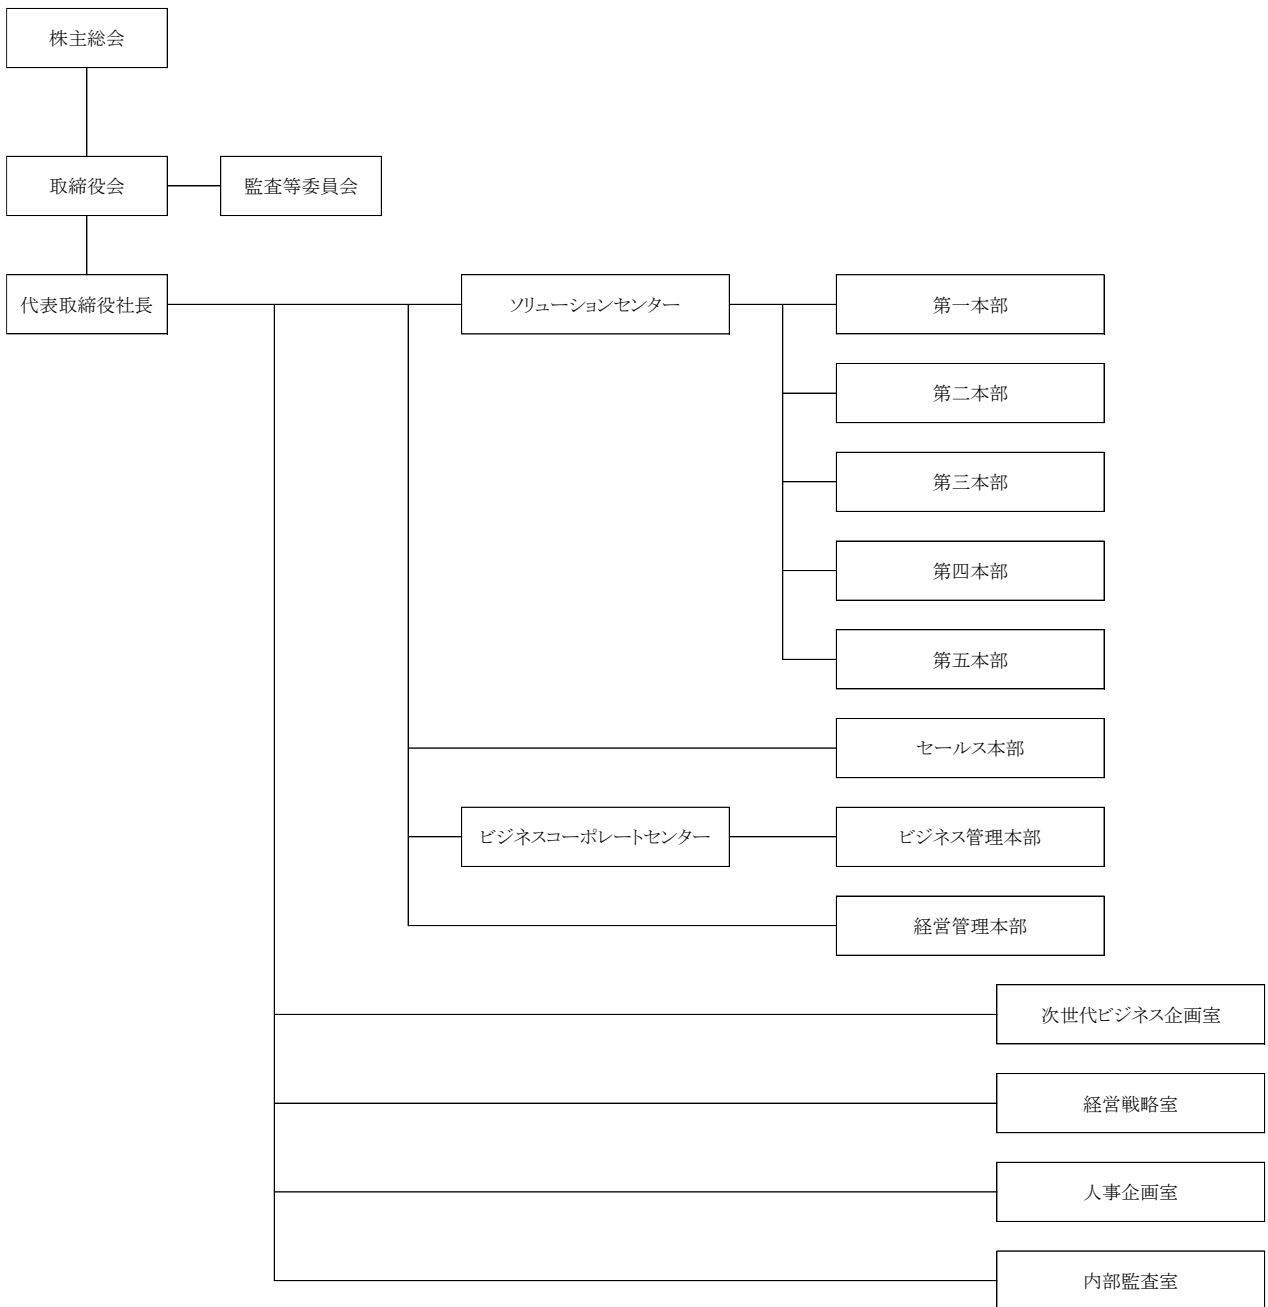 株主総会
取締役会
監査等委員会
代表取締役社長
ソリューションセンター
第一本部
第二本部
第三本部
第四本部
第五本部
セールス本部
ビジネスコーポレートセンター
ビジネス管理本部
経営管理本部
次世代ビジネス企画室
経営戦略室
人事企画室
内部監査室